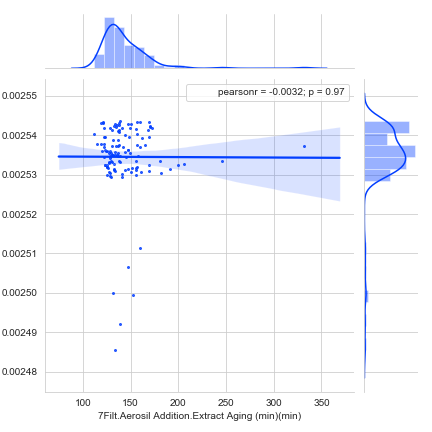 pearsonr = -0.0032; p = 0.97
0.00255
0.00254
0.00253
0.00252
0.00251
0.00250
0.00249
0.00248
100 150 200 250 300 350
7Filt.Aerosil Addition.Extract Aging (min)(min)